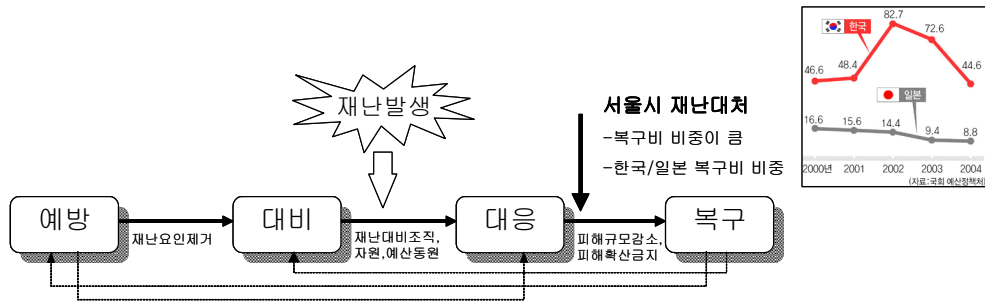 재난발생
서울시 재난대처
-복구비 비중이 큼
-한국/일본 복구비 비중
예방
재난요인제거
대비
재난대비조직,
자원,예산동원
대응
피해규모감소,
피해확산금지
복구
한국
46.6
48.4
82.7
72.6
44.6
일본
16.6
15.6
14.4
9.4
8.8
2000년 2001 2002 2003 2004
(자료:국회 예산정책처)